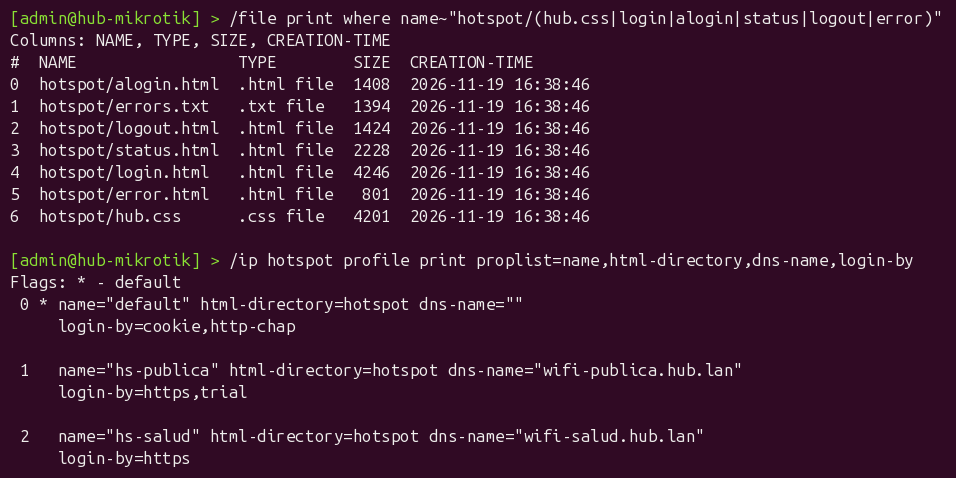 [admin@hub-mikrotik] > /file print where name~"hotspot/(hub.css|login|alogin|status|logout|error)"
Columns: NAME, TYPE, SIZE, CREATION-TIME
#  NAME                 TYPE        SIZE  CREATION-TIME
0  hotspot/alogin.html  .html file  1408  2026-11-19 16:38:46
1  hotspot/errors.txt   .txt file   1394  2026-11-19 16:38:46
2  hotspot/logout.html  .html file  1424  2026-11-19 16:38:46
3  hotspot/status.html  .html file  2228  2026-11-19 16:38:46
4  hotspot/login.html   .html file  4246  2026-11-19 16:38:46
5  hotspot/error.html   .html file   801  2026-11-19 16:38:46
6  hotspot/hub.css      .css file   4201  2026-11-19 16:38:46
[admin@hub-mikrotik] > /ip hotspot profile print proplist=name,html-directory,dns-name,login-by
Flags: * - default
 0 * name="default" html-directory=hotspot dns-name=""
     login-by=cookie,http-chap
 1   name="hs-publica" html-directory=hotspot dns-name="wifi-publica.hub.lan"
     login-by=https,trial
 2   name="hs-salud" html-directory=hotspot dns-name="wifi-salud.hub.lan"
     login-by=https